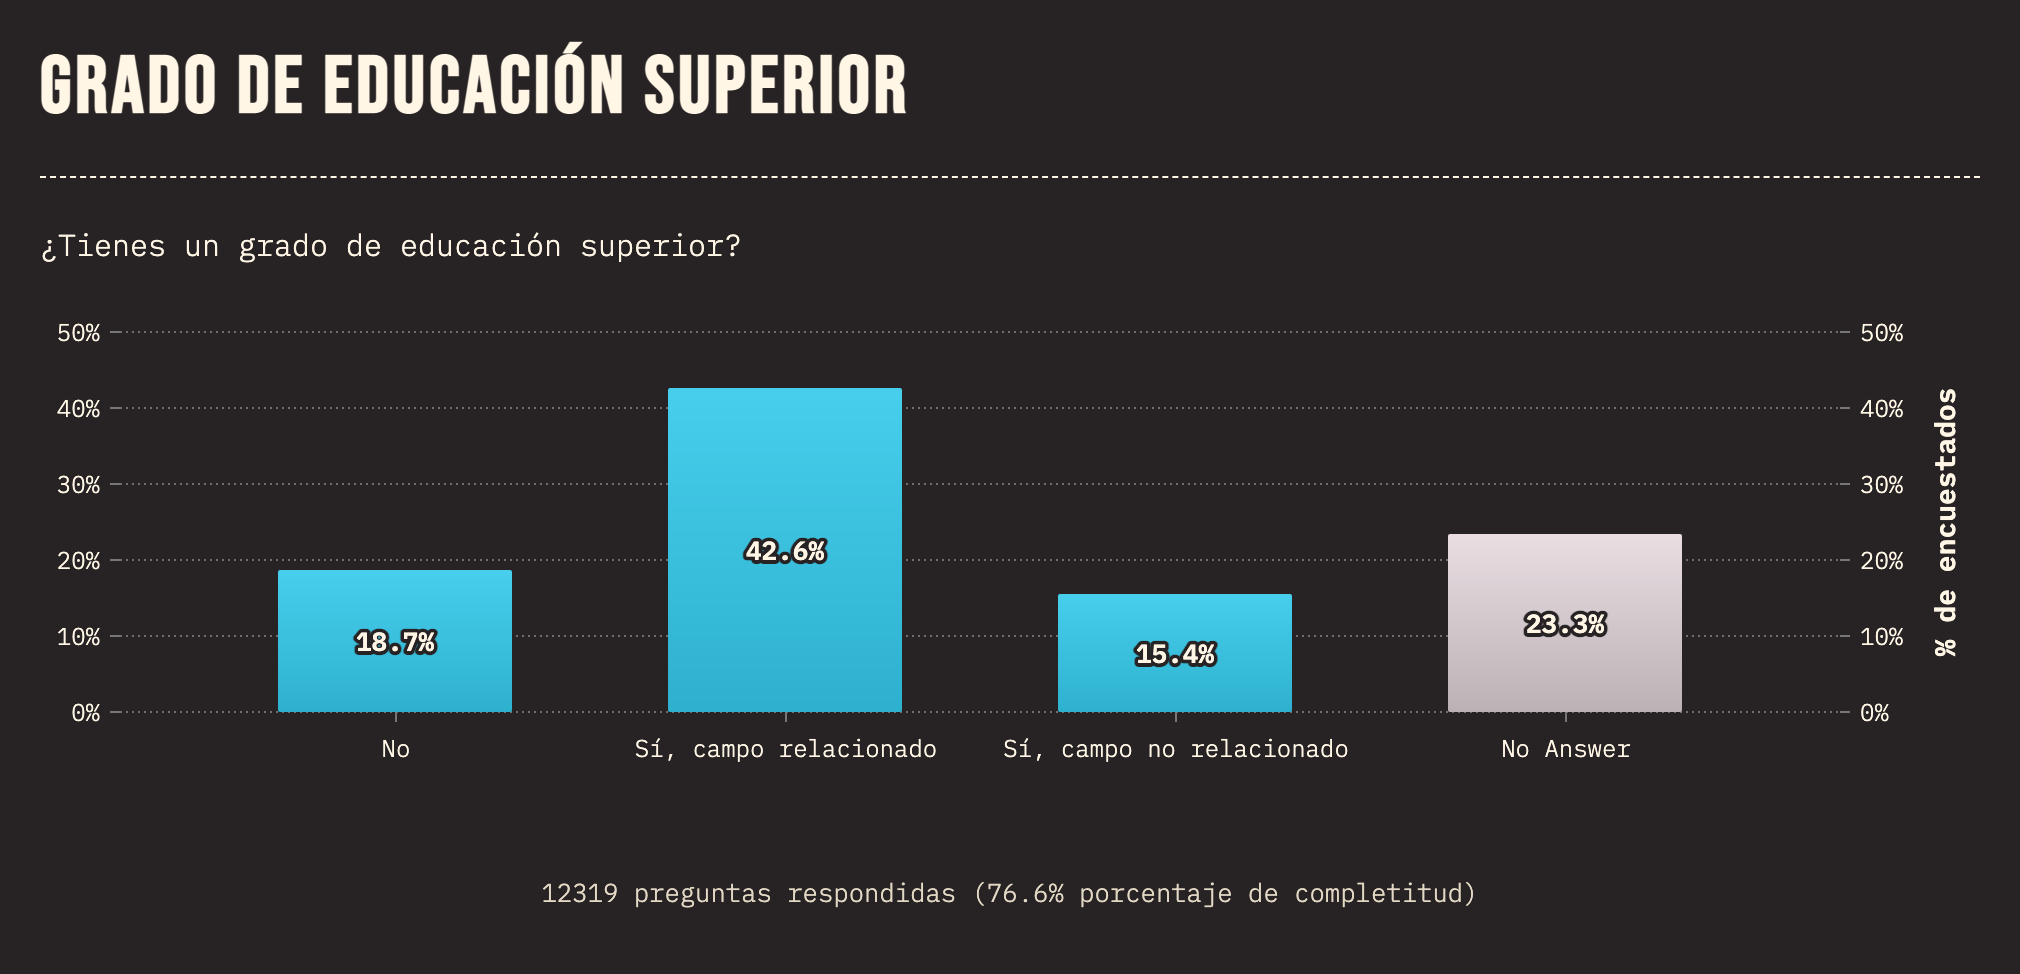 GRADO DE EDUCACIÓN SUPERIOR
¿Tienes un grado de educación superior?
50%
40%
30%
20%
10%
0%
50%
40%
30%
20%
10%
0%
% de encuestados
18.7%
42.6%
15.4%
23.3%
No
Sí, campo relacionado
Sí, campo no relacionado
No Answer
12319 preguntas respondidas (76.6% porcentaje de completitud)